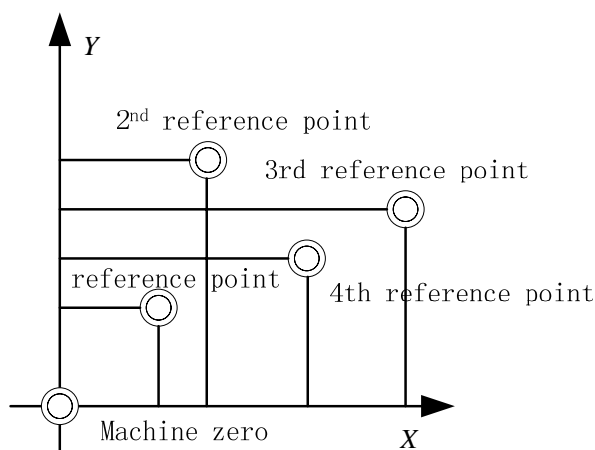 Y
2nd reference point
3rd reference point
reference point
4th reference point
Machine zero
X